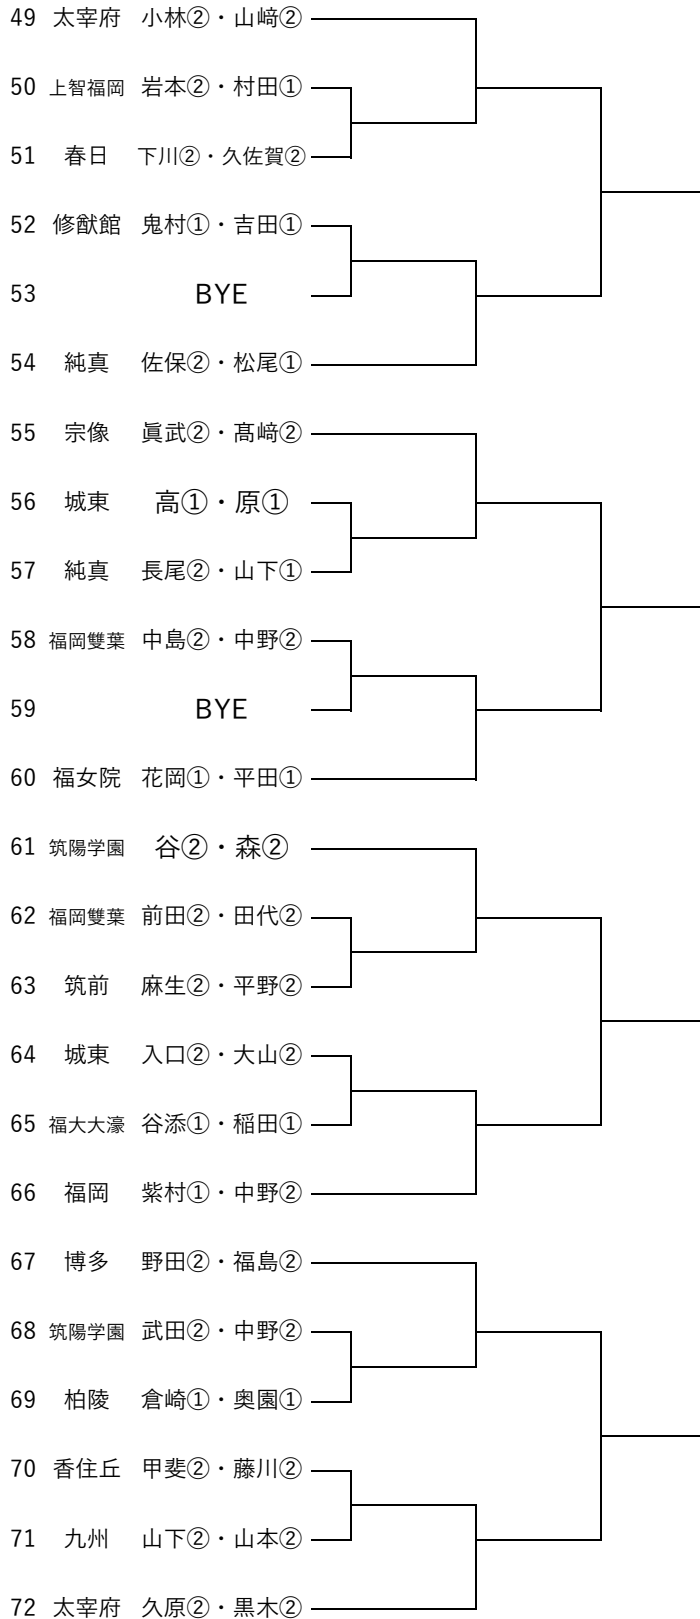 49 太宰府 小林②・山﨑②
50 上智福岡 岩本②・村田①
51 春日 下川②・久佐賀②
52 修猷館 鬼村①・吉田①
53 BYE
54 純真 佐保②・松尾①
55 宗像 眞武②・髙﨑②
56 城東 高①・原①
57 純真 長尾②・山下①
58 福岡雙葉 中島②・中野②
59 BYE
60 福女院 花岡①・平田①
61 筑陽学園 谷②・森②
62 福岡雙葉 前田②・田代②
63 筑前 麻生②・平野②
64 城東 入口②・大山②
65 福大大濠 谷添①・稲田①
66 福岡 紫村①・中野②
67 博多 野田②・福島②
68 筑陽学園 武田②・中野②
69 柏陵 倉崎①・奥園①
70 香住丘 甲斐②・藤川②
71 九州 山下②・山本②
72 太宰府 久原②・黒木②